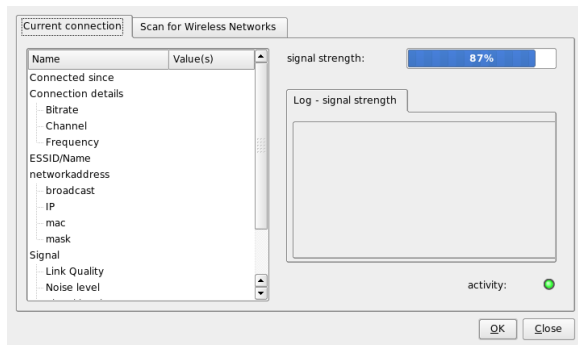 Current connection
Scan for Wireless Networks
Name
Value(s)
Connected since
Connection details
Bitrate
Channel
Frequency
ESSID/Name
networkaddress
broadcast
IP
mac
mask
Signal
Link Quality
Noise level
signal strength:
87%
Log - signal strength
activity:
OK
Close